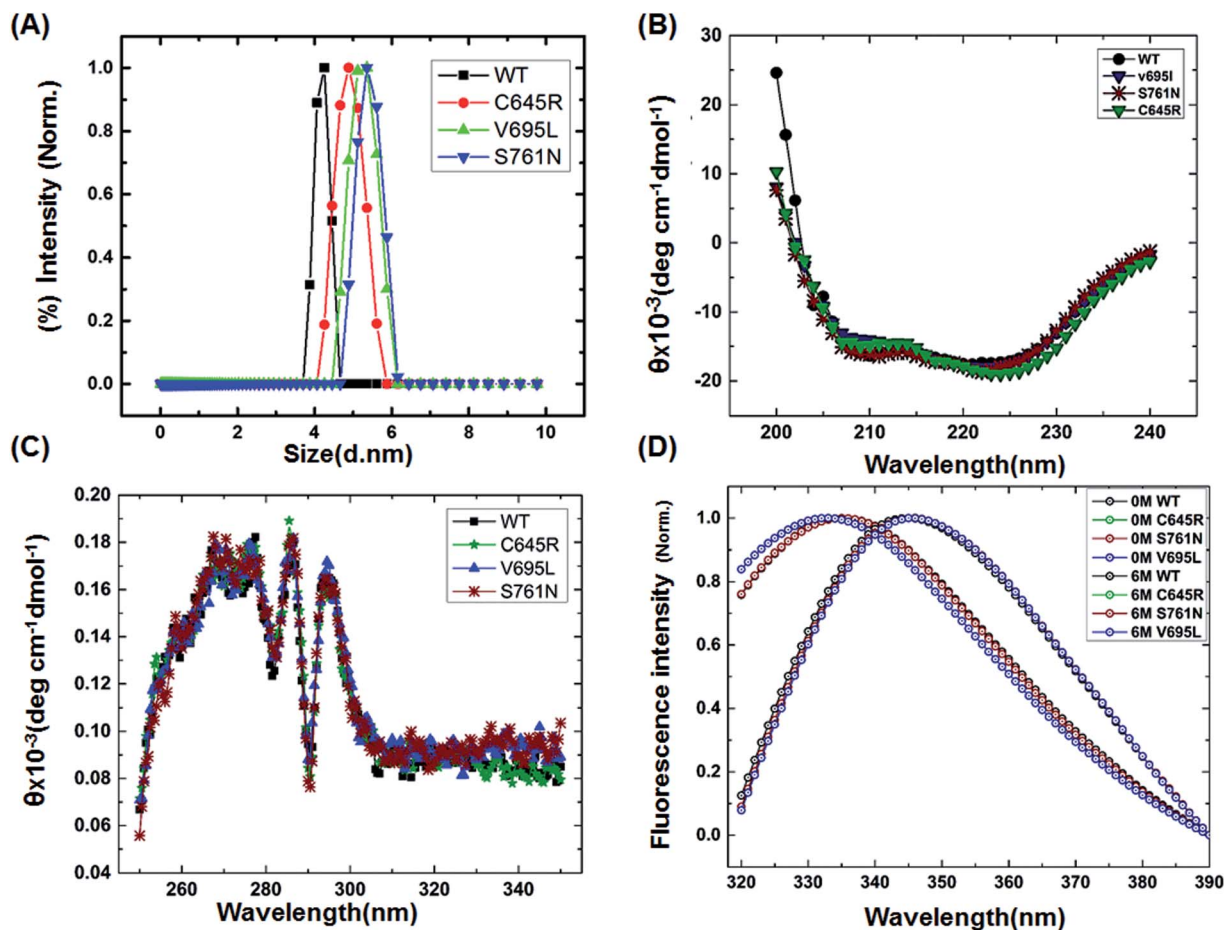 (A)
(%) Intensity (Norm.)
1.0
0.8
0.6
0.4
0.2
0.0
WT
C645R
V695L
S761N
0 2 4 6 8 10
Size(d.nm)
(B)
θx10⁻³(deg cm⁻¹dmol⁻¹)
30
20
10
0
-10
-20
WT
v695l
S761N
C645R
200 210 220 230 240
Wavelength(nm)
(C)
θx10⁻³(deg cm⁻¹dmol⁻¹)
0.20
0.18
0.16
0.14
0.12
0.10
0.08
0.06
0.04
WT
C645R
V695L
S761N
260 280 300 320 340
Wavelength(nm)
(D)
Fluorescence intensity (Norm.)
1.0
0.8
0.6
0.4
0.2
0.0
0M WT
0M C645R
0M S761N
0M V695L
6M WT
6M C645R
6M S761N
6M V695L
320 330 340 350 360 370 380 390
Wavelength(nm)